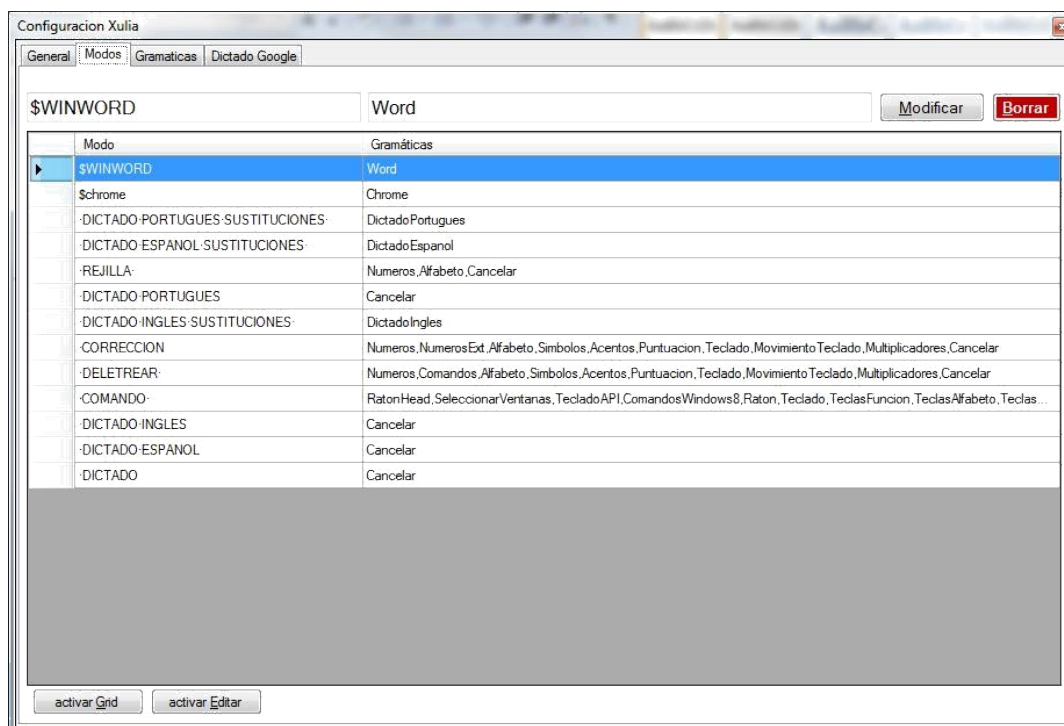 Configuracion Xulia
General Modos Gramaticas Dictado Google
$WINWORD Word Modificar Borrar
Modo Gramáticas
$WINWORD Word
$chrome Chrome
·DICTADO·PORTUGUES·SUSTITUCIONES· DictadoPortugues
·DICTADO·ESPANOL·SUSTITUCIONES· DictadoEspanol
·REJILLA· Numeros,Alfabeto,Cancelar
·DICTADO·PORTUGUES Cancelar
·DICTADO·INGLES·SUSTITUCIONES· DictadoIngles
·CORRECCION Numeros,NumerosExt,Alfabeto,Simbolos,Acentos,Puntuacion,Teclado,MovimientoTeclado,Multiplicadores,Cancelar
·DELETREAR· Numeros,Comandos,Alfabeto,Simbolos,Acentos,Puntuacion,Teclado,MovimientoTeclado,Multiplicadores,Cancelar
·COMANDO· RatonHead,SeleccionarVentanas,TecladoAPI,ComandosWindows8,Raton,Teclado,TeclasFuncion,TeclasAlfabeto,Teclas...
·DICTADO·INGLES Cancelar
·DICTADO·ESPANOL Cancelar
·DICTADO Cancelar
activar Grid activar Editar